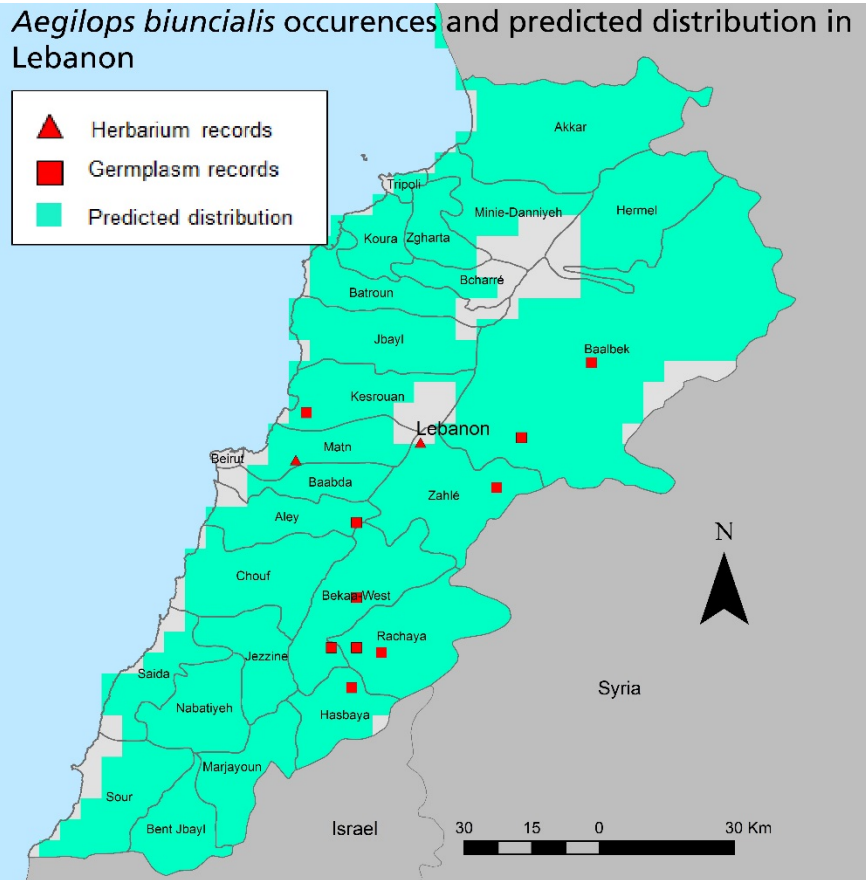 Aegilops biuncialis occurences and predicted distribution in
Lebanon
Herbarium records
Germplasm records
Predicted distribution
Akkar
Tripoli
Minie-Danniyeh
Hermel
Koura
Zgharta
Bcharré
Batroun
Jbayl
Baalbek
Kesrouan
Lebanon
Matn
Beirut
Baabda
Zahlé
Aley
N
Chouf
Bekaa-West
Rachaya
Jezzine
Saida
Syria
Nabatiyeh
Hasbaya
Marjayoun
Sour
Bent Jbayl
Israel
30 15 0 30 Km